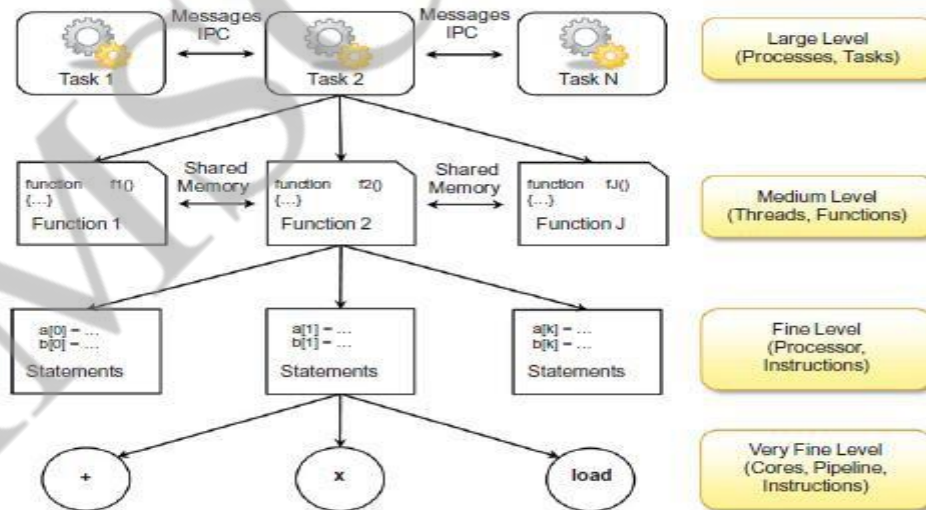 Messages
IPC
Messages
IPC
Task 1
Task 2
Task N
Large Level
(Processes, Tasks)
function f1()
{...}
Function 1
Shared
Memory
function f2()
{...}
Function 2
Shared
Memory
function fJ()
{...}
Function J
Medium Level
(Threads, Functions)
a[0] = ...
b[0] = ...
Statements
a[1] = ...
b[1] = ...
Statements
a[k] = ...
b[k] = ...
Statements
Fine Level
(Processor,
Instructions)
+
x
load
Very Fine Level
(Cores, Pipeline,
Instructions)